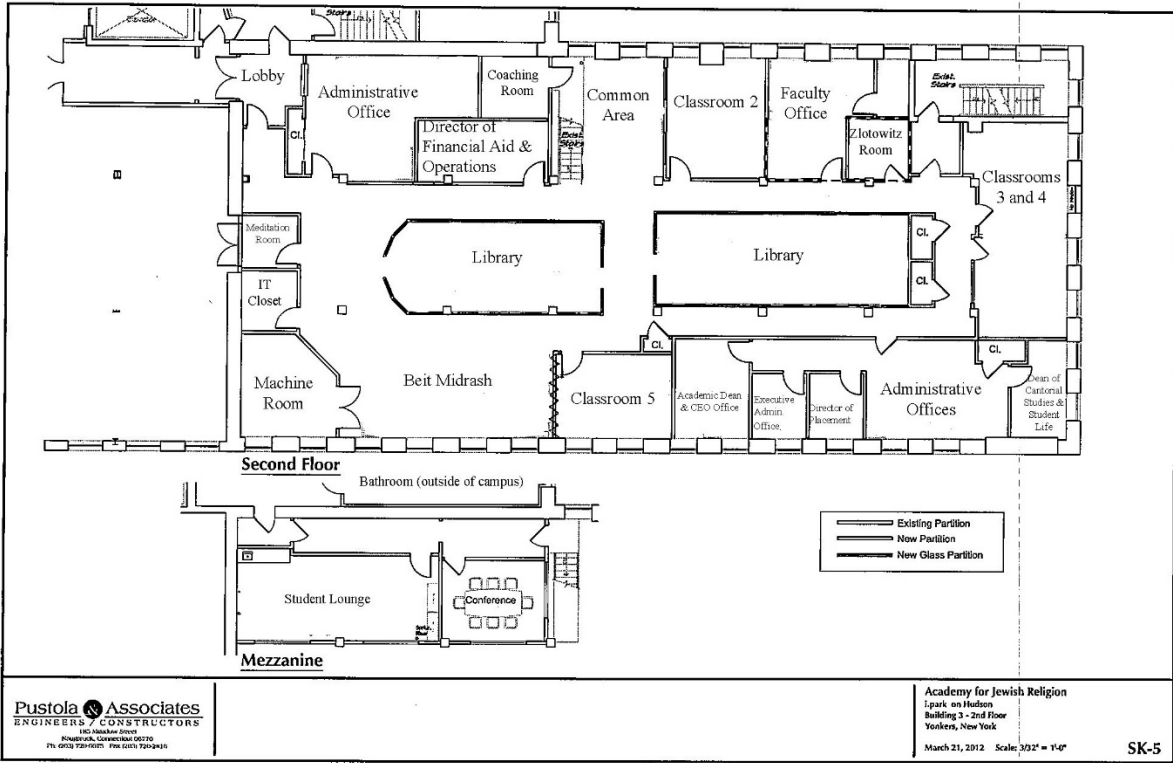 Lobby
Administrative
Office
Coaching
Room
Common
Area
Classroom 2
Faculty
Office
Exist.
Stairs
Cl.
Director of
Financial Aid &
Operations
Exist.
Stairs
Zlotowitz
Room
Classrooms
3 and 4
Meditation
Room
Library
Library
Cl.
Cl.
IT
Closet
Machine
Room
Beit Midrash
Cl.
Classroom 5
Academic Dean
& CEO Office
Executive
Admin.
Office.
Director of
Placement
Administrative
Offices
Cl.
Dean of
Cantorial
Studies &
Student
Life
Second Floor
Bathroom (outside of campus)
Existing Partition
New Partition
New Glass Partition
Student Lounge
Conference
Mezzanine
Pustola & Associates
ENGINEERS / CONSTRUCTORS
Academy for Jewish Religion
i.park on Hudson
Building 3 - 2nd Floor
Yonkers, New York
March 21, 2012 Scale: 3/32" = 1'-0"
SK-5